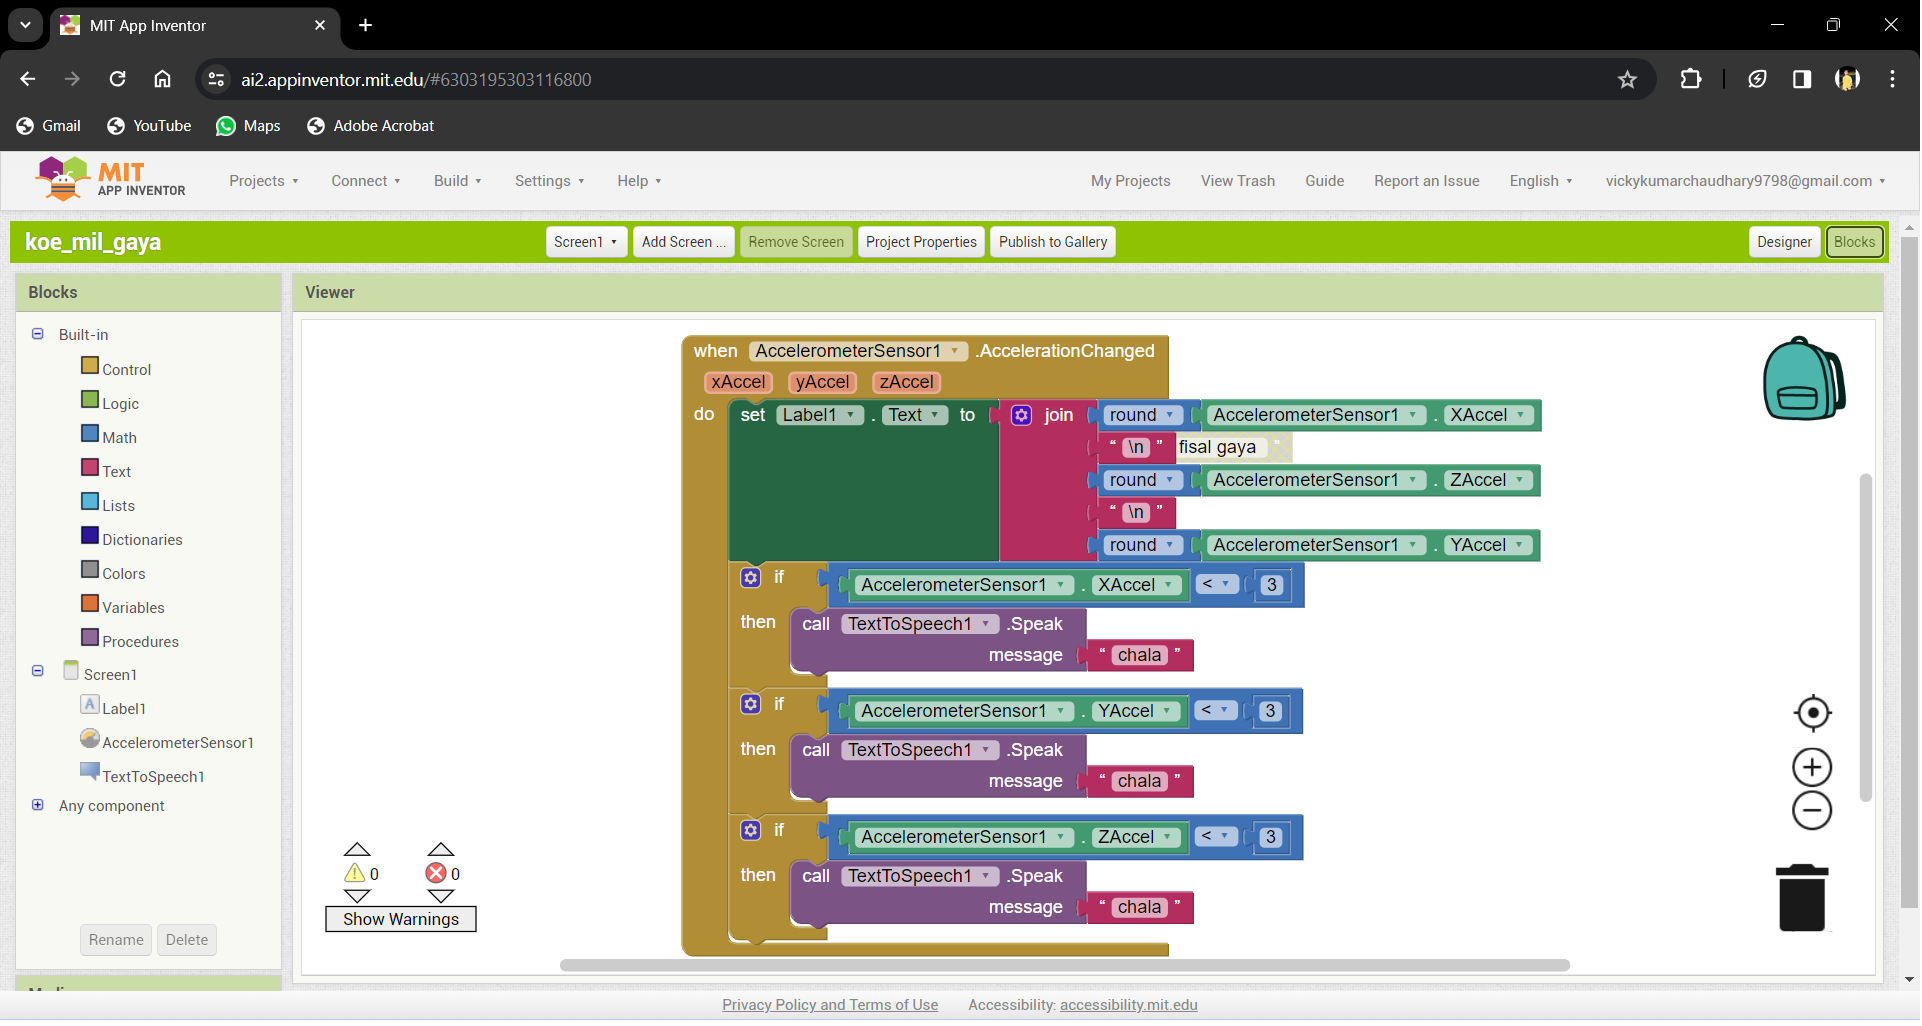 MIT App Inventor
ai2.appinventor.mit.edu/#6303195303116800
Gmail YouTube Maps Adobe Acrobat
MIT
APP INVENTOR
Projects Connect Build Settings Help My Projects View Trash Guide Report an Issue English vickykumarchaudhary9798@gmail.com
koe_mil_gaya Screen1 Add Screen ... Remove Screen Project Properties Publish to Gallery Designer Blocks
Blocks
Built-in
Control
Logic
Math
Text
Lists
Dictionaries
Colors
Variables
Procedures
Screen1
Label1
AccelerometerSensor1
TextToSpeech1
Any component
Rename Delete
Viewer
when AccelerometerSensor1 .AccelerationChanged
xAccel yAccel zAccel
do set Label1 . Text to join round AccelerometerSensor1 . XAccel
“ \n ” fisal gaya ”
round AccelerometerSensor1 . ZAccel
“ \n ”
round AccelerometerSensor1 . YAccel
if AccelerometerSensor1 . XAccel < 3
then call TextToSpeech1 .Speak
message “ chala ”
if AccelerometerSensor1 . YAccel < 3
then call TextToSpeech1 .Speak
message “ chala ”
if AccelerometerSensor1 . ZAccel < 3
then call TextToSpeech1 .Speak
message “ chala ”
0 0
Show Warnings
Privacy Policy and Terms of Use Accessibility: accessibility.mit.edu